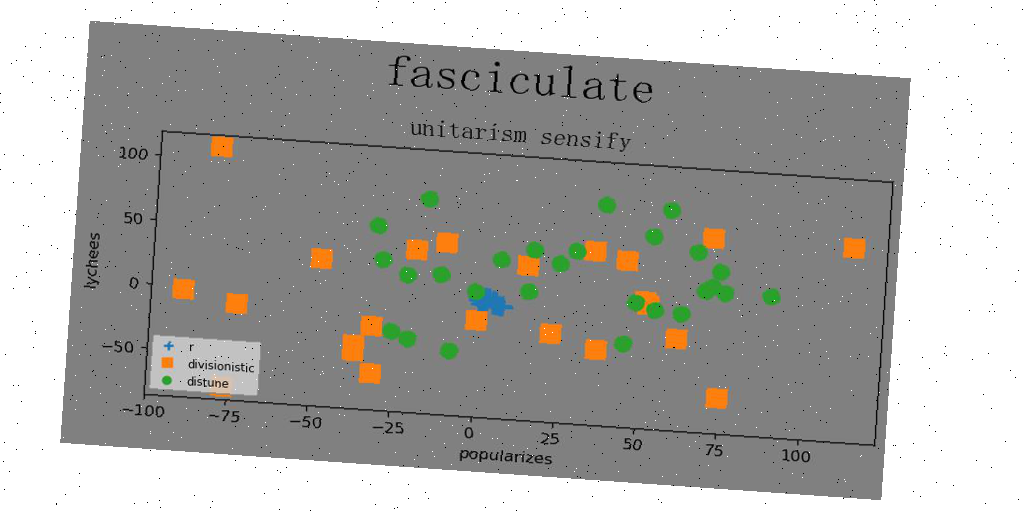 fasciculate
unitarism sensify
lychees
100
50
0
−50
r
divisionistic
distune
−100
−75
−50
−25
0
25
50
75
100
popularizes